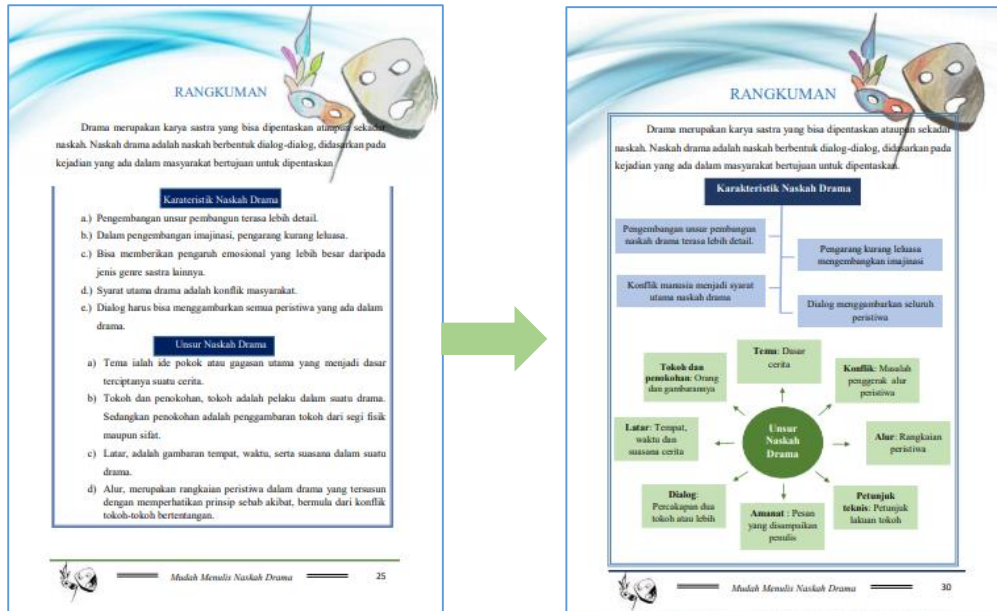 RANGKUMAN
Drama merupakan karya sastra yang bisa dipentaskan ataupun sekadar
naskah. Naskah drama adalah naskah berbentuk dialog-dialog, didasarkan pada
kejadian yang ada dalam masyarakat bertujuan untuk dipentaskan
Karateristik Naskah Drama
a.) Pengembangan unsur pembangun terasa lebih detail.
b.) Dalam pengembangan imajinasi, pengarang kurang leluasa.
c.) Bisa memberikan pengaruh emosional yang lebih besar daripada
jenis genre sastra lainnya.
d.) Syarat utama drama adalah konflik masyarakat.
e.) Dialog harus bisa menggambarkan semua peristiwa yang ada dalam
drama.
Unsur Naskah Drama
a) Tema ialah ide pokok atau gagasan utama yang menjadi dasar
terciptanya suatu cerita.
b) Tokoh dan penokohan, tokoh adalah pelaku dalam suatu drama.
Sedangkan penokohan adalah penggambaran tokoh dari segi fisik
maupun sifat.
c) Latar, adalah gambaran tempat, waktu, serta suasana dalam suatu
drama.
d) Alur, merupakan rangkaian peristiwa dalam drama yang tersusun
dengan memperhatikan prinsip sebab akibat, bermula dari konflik
tokoh-tokoh bertentangan.
Mudah Menulis Naskah Drama 25
RANGKUMAN
Drama merupakan karya sastra yang bisa dipentaskan ataupun sekadar
naskah. Naskah drama adalah naskah berbentuk dialog-dialog, didasarkan pada
kejadian yang ada dalam masyarakat bertujuan untuk dipentaskan.
Karakteristik Naskah Drama
Pengembangan unsur pembangun
naskah drama terasa lebih detail.
Pengarang kurang leluasa
mengembangkan imajinasi
Konflik manusia menjadi syarat
utama naskah drama
Dialog menggambarkan seluruh
peristiwa
Tema: Dasar
cerita
Tokoh dan
penokohan: Orang
dan gambarannya
Konflik: Masalah
penggerak alur
peristiwa
Latar: Tempat,
waktu dan
suasana cerita
Unsur
Naskah
Drama
Alur: Rangkaian
peristiwa
Dialog:
Percakapan dua
tokoh atau lebih
Amanat : Pesan
yang disampaikan
penulis
Petunjuk
teknis: Petunjuk
lakuan tokoh
Mudah Menulis Naskah Drama 30